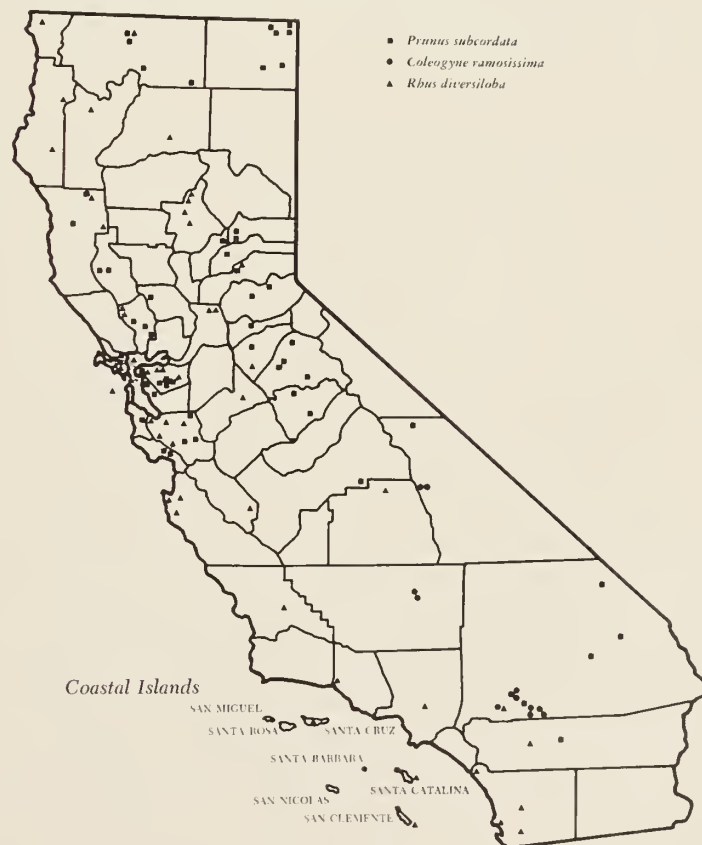 Prunus subcordata
Coleogyne ramosissima
Rhus diversiloba
Coastal Islands
SAN MIGUEL
SANTA ROSA
SANTA CRUZ
SANTA BARBARA
SANTA CATALINA
SAN NICOLAS
SAN CLEMENTE